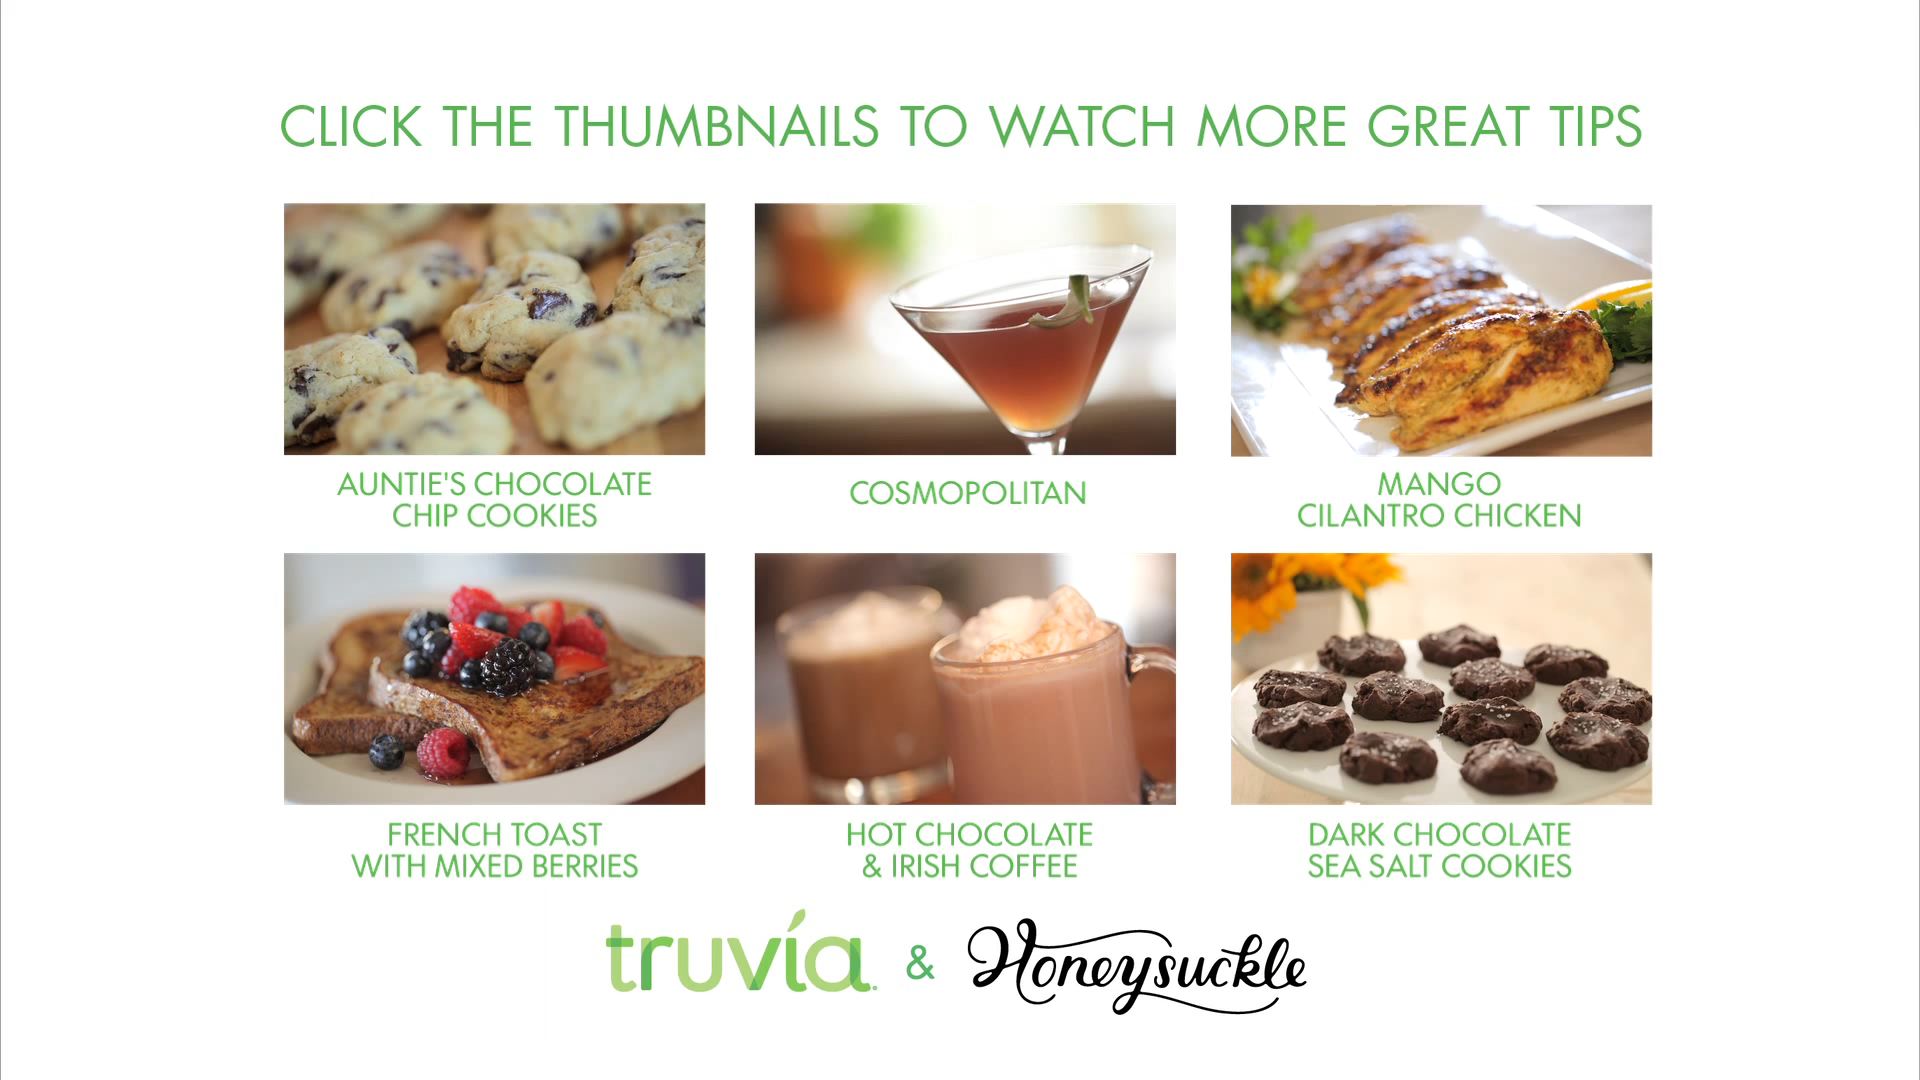 CLICK THE THUMBNAILS TO WATCH MORE GREAT TIPS
AUNTIE'S CHOCOLATE
CHIP COOKIES
COSMOPOLITAN
MANGO
CILANTRO CHICKEN
FRENCH TOAST
WITH MIXED BERRIES
HOT CHOCOLATE
& IRISH COFFEE
DARK CHOCOLATE
SEA SALT COOKIES
truvía & Honeysuckle